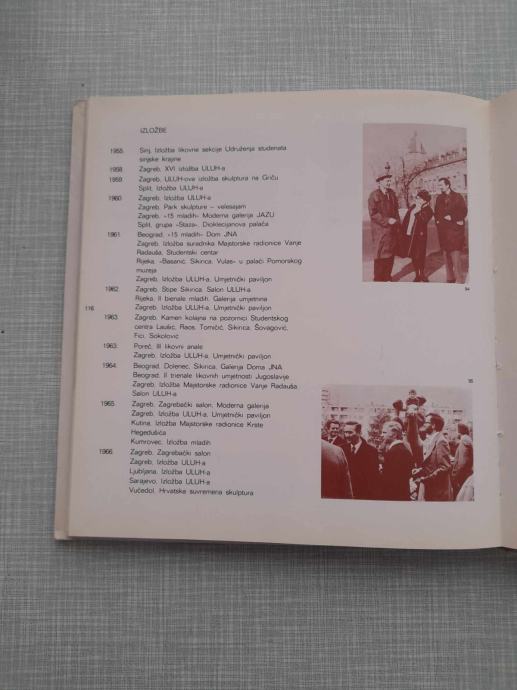 IZLOŽBE
1955. Sinj, Izložba likovne sekcije Udruženja studenata
sinjske krajine
1958. Zagreb, XVI izložba ULUH-a
1959. Zagreb, ULUH-ova izložba skulptura na Griču
Split, Izložba ULUH-a
1960. Zagreb, Izložba ULUH-a
Zagreb, Park skulpture – velesajam
Zagreb, »15 mladih« Moderna galerija JAZU
Split, grupa »Staza«, Dioklecijanova palača
1961. Beograd, »15 mladih« Dom JNA
Zagreb, Izložba suradnika Majstorske radionice Vanje
Radauša, Studentski centar
Rijeka, »Basanić, Sikirica, Vulas« u palači Pomorskog
muzeja
Zagreb, Izložba ULUH-a, Umjetnički paviljon
94
1962. Zagreb, Stipe Sikirica, Salon ULUH-a
Rijeka, II bienale mladih, Galerija umjetnina
116
Zagreb, Izložba ULUH-a, Umjetnički paviljon
1963. Zagreb, Kamen kolajna na pozornici Studentskog
centra Laušić, Raos, Tomičić, Sikirica, Šovagović,
Fici, Sokolović
1963. Poreč, III likovni anale
Zagreb, Izložba ULUH-a, Umjetnički paviljon
1964. Beograd, Dolenec, Sikirica, Galerija Doma JNA
Beograd, II trienale likovnih umjetnosti Jugoslavije
Zagreb, Izložba Majstorske radionice Vanje Radauša
Salon ULUH-a
95
1965. Zagreb, Zagrebački salon, Moderna galerija
Zagreb, Izložba ULUH-a, Umjetnički paviljon
Kutina, Izložba Majstorske radionice Krste
Hegedušića
Kumrovec, Izložba mladih
1966. Zagreb, Zagrebački salon
Zagreb, Izložba ULUH-a
Ljubljana, Izložba ULUH-a
Sarajevo, Izložba ULUH-a
Vučedol, Hrvatska suvremena skulptura